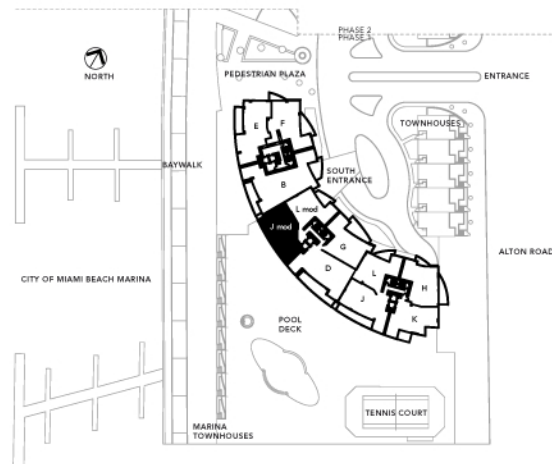 PHASE 2
PHASE 1
NORTH
PEDESTRIAN PLAZA
ENTRANCE
E
F
TOWNHOUSES
BAYWALK
SOUTH
ENTRANCE
B
L mod
J mod
G
ALTON ROAD
CITY OF MIAMI BEACH MARINA
D
L
H
J
K
POOL
DECK
TENNIS COURT
MARINA
TOWNHOUSES